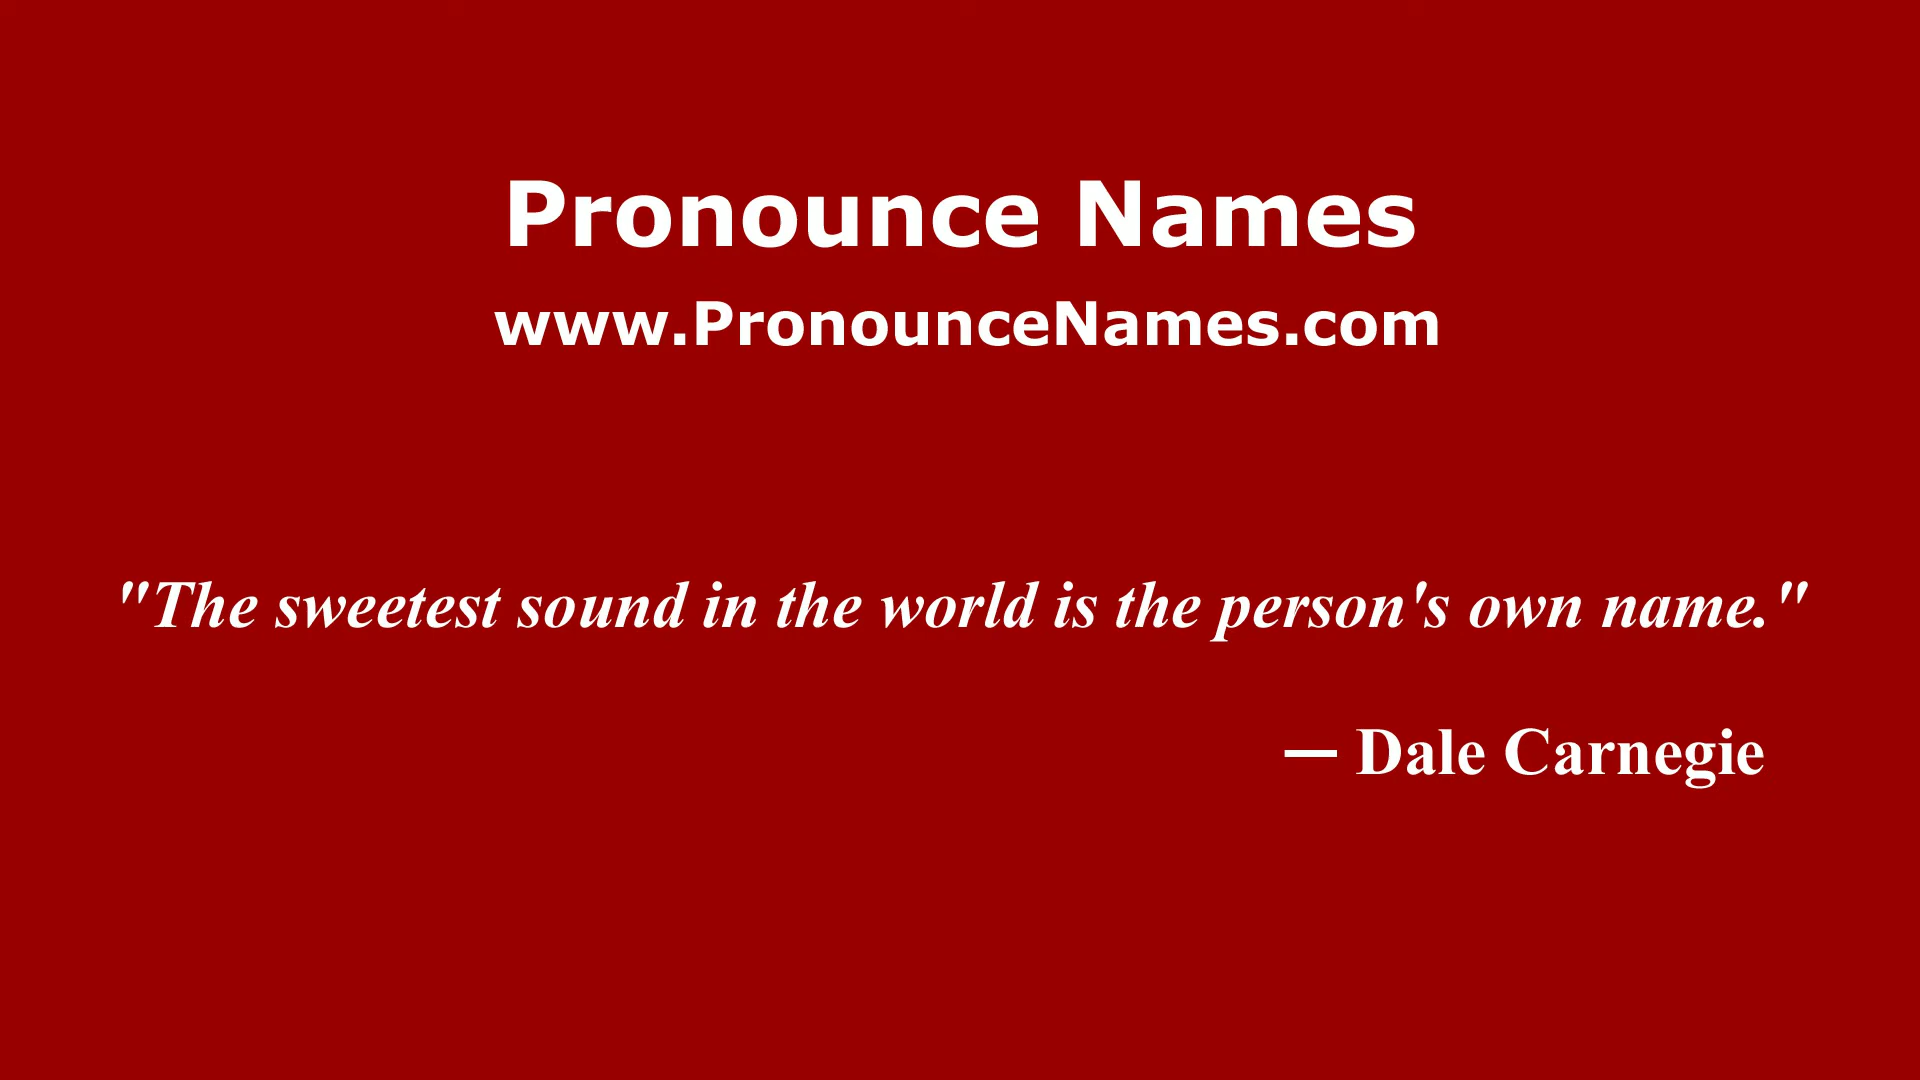 Pronounce Names
www.PronounceNames.com
"The sweetest sound in the world is the person's own name."
— Dale Carnegie